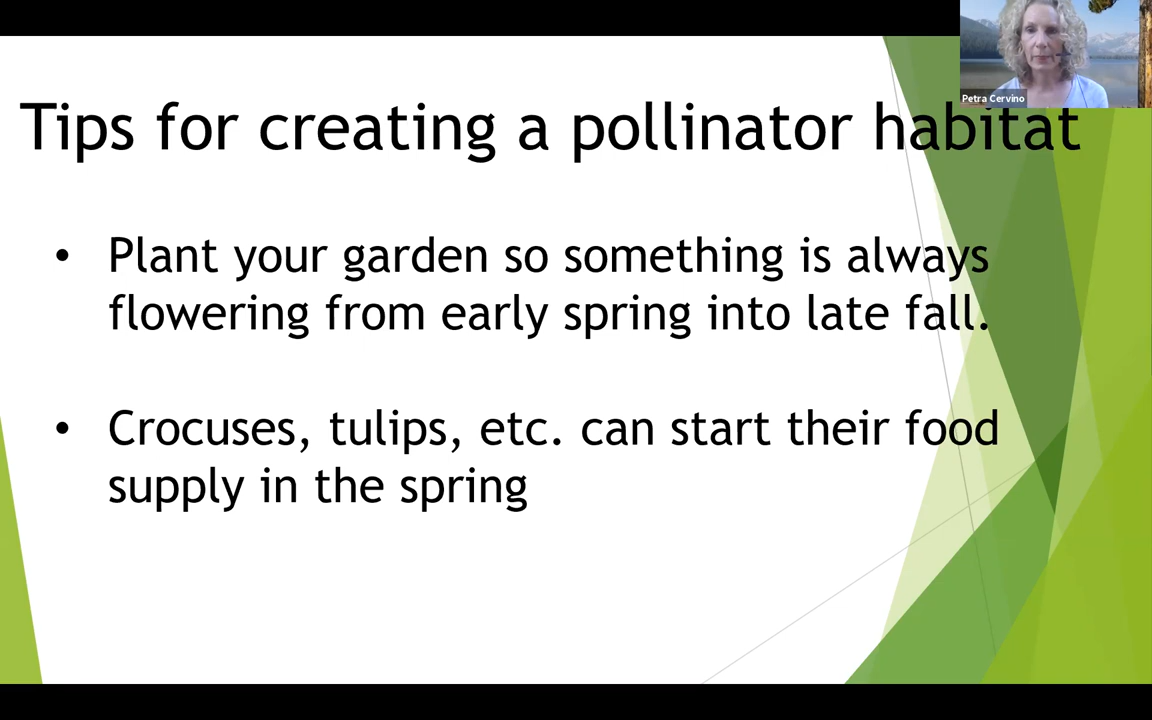 Petra Cervino
Tips for creating a pollinator habitat
• Plant your garden so something is always
flowering from early spring into late fall.
• Crocuses, tulips, etc. can start their food
supply in the spring